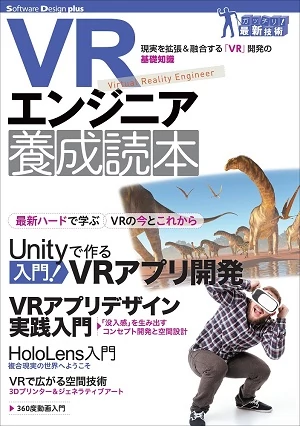 Software Design plus
ガッチリ!
最新技術
VR
現実を拡張&融合する「VR」開発の
基礎知識
Virtual Reality Engineer
エンジニア
養成読本
最新ハードで学ぶ VRの今とこれから
Unityで作る
入門! VRアプリ開発
VRアプリデザイン
実践入門 ▶「没入感」を生み出す
コンセプト開発と空間設計
HoloLens入門
複合現実の世界へようこそ
VRで広がる空間技術
3Dプリンター&ジェネラティブアート
▶360度動画入門